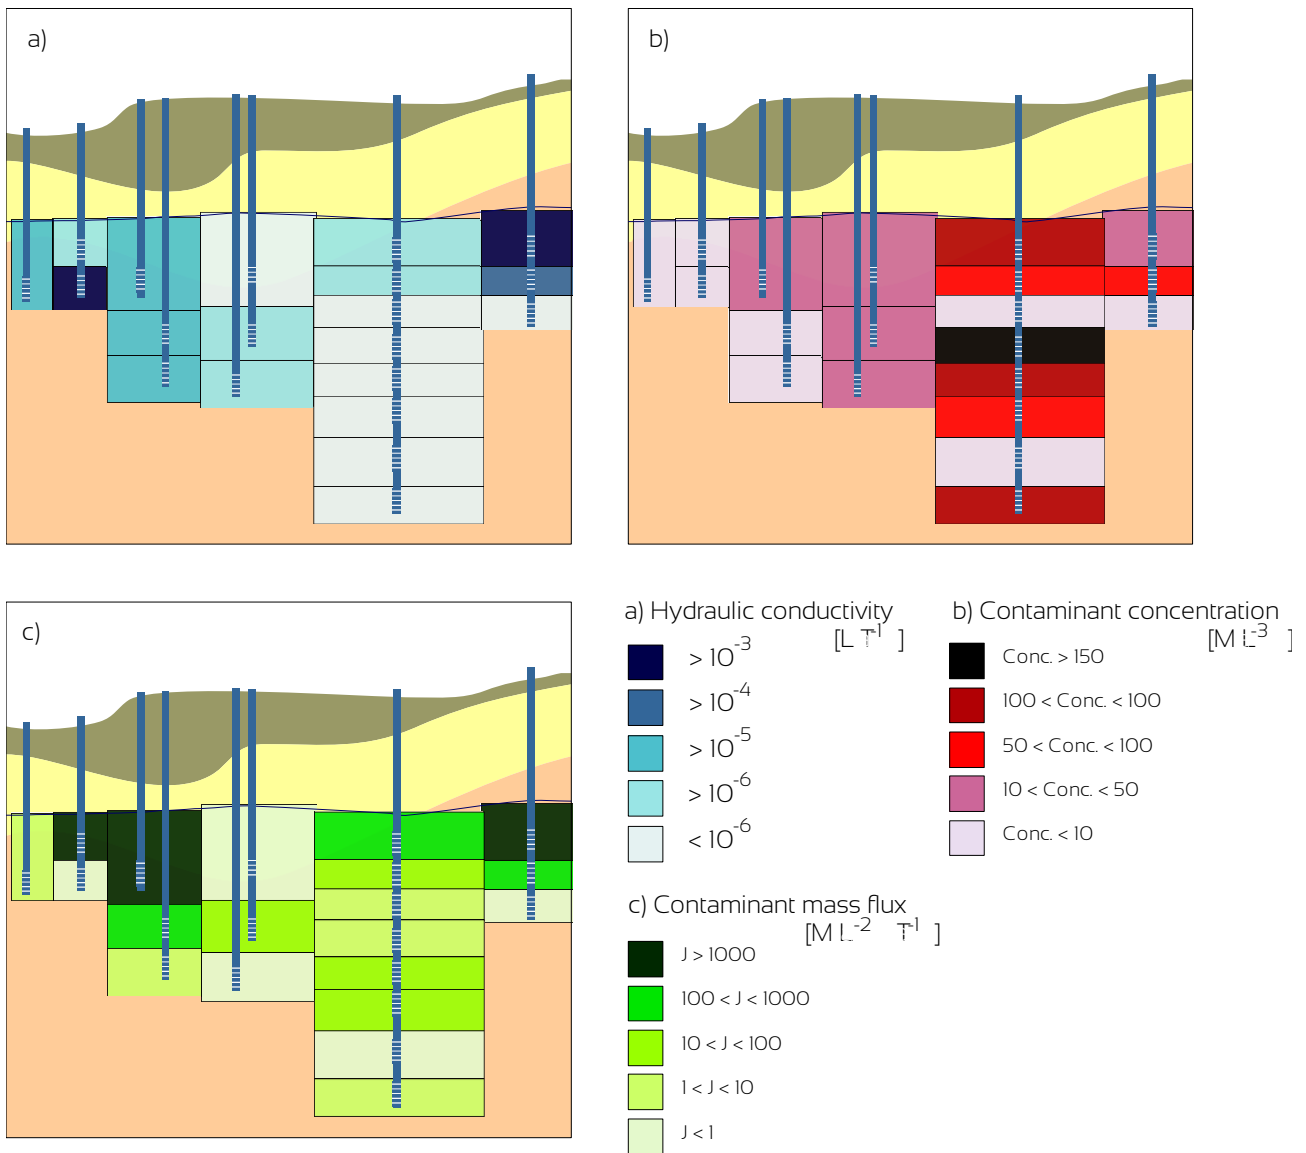 a)
b)
c)
a) Hydraulic conductivity
[L T⁻¹ ]
> 10⁻³
> 10⁻⁴
> 10⁻⁵
> 10⁻⁶
< 10⁻⁶
b) Contaminant concentration
[M L⁻³ ]
Conc. > 150
100 < Conc. < 100
50 < Conc. < 100
10 < Conc. < 50
Conc. < 10
c) Contaminant mass flux
[M L⁻² T⁻¹ ]
J > 1000
100 < J < 1000
10 < J < 100
1 < J < 10
J < 1